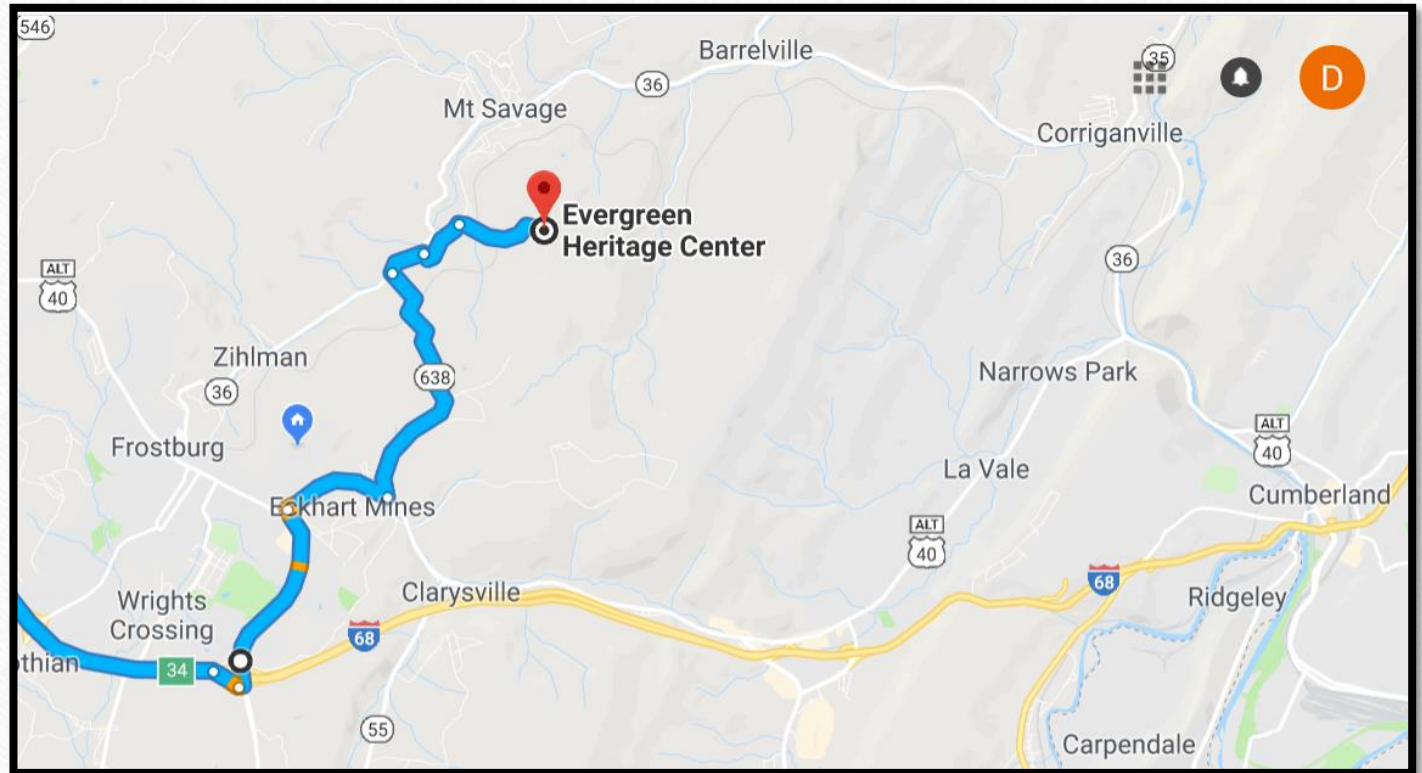 546
Barrelville
35
D
36
Mt Savage
Corriganville
Evergreen
Heritage Center
ALT
40
36
Zihlman
638
Narrows Park
36
Frostburg
ALT
40
La Vale
Eckhart Mines
Cumberland
ALT
40
Clarysville
68
Ridgeley
Wrights
Crossing
68
othian
34
55
Carpendale